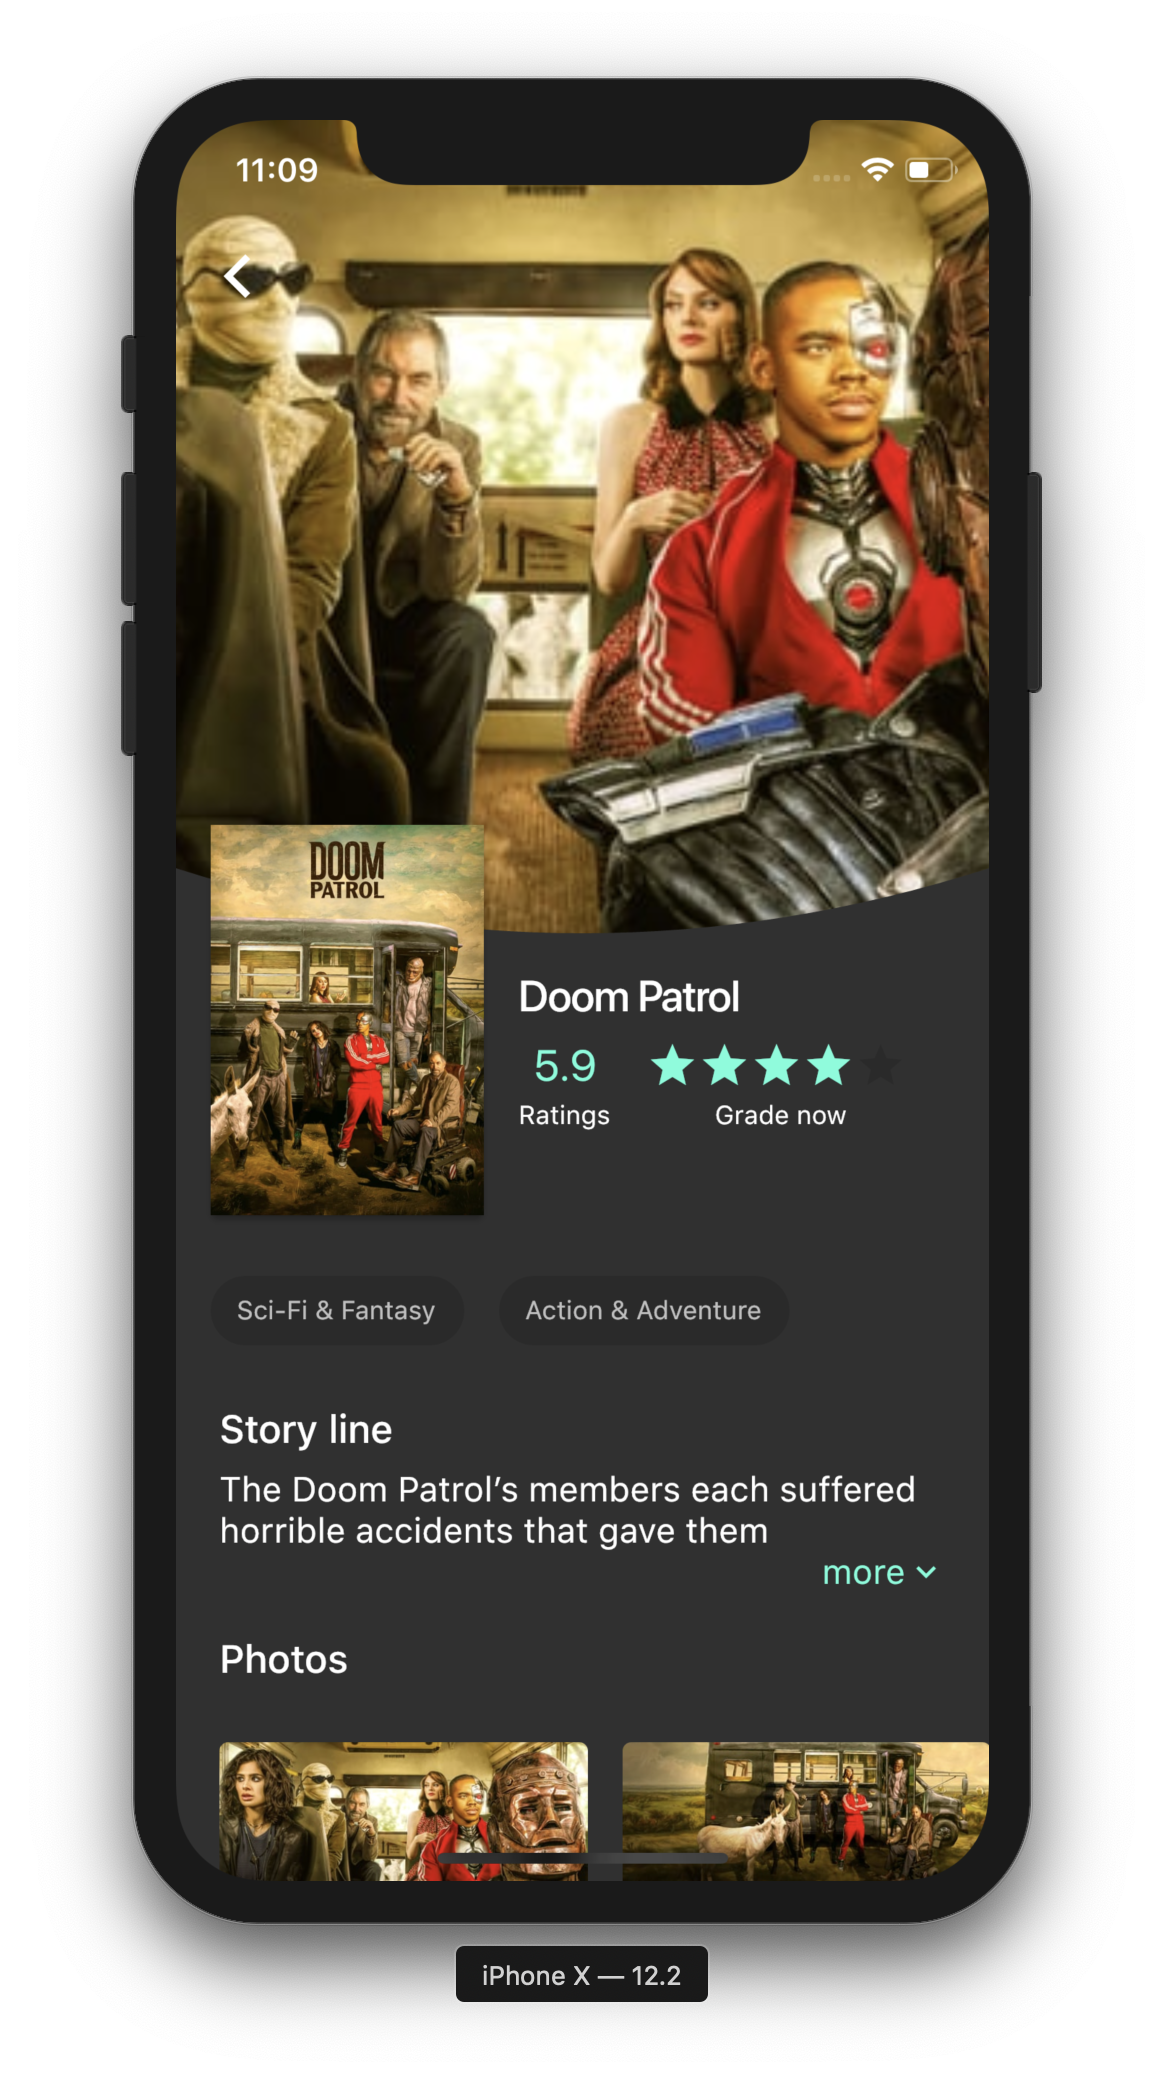 11:09
DOOM
PATROL
Doom Patrol
5.9
Ratings
Grade now
Sci-Fi & Fantasy
Action & Adventure
Story line
The Doom Patrol’s members each suffered
horrible accidents that gave them
more
Photos
iPhone X — 12.2